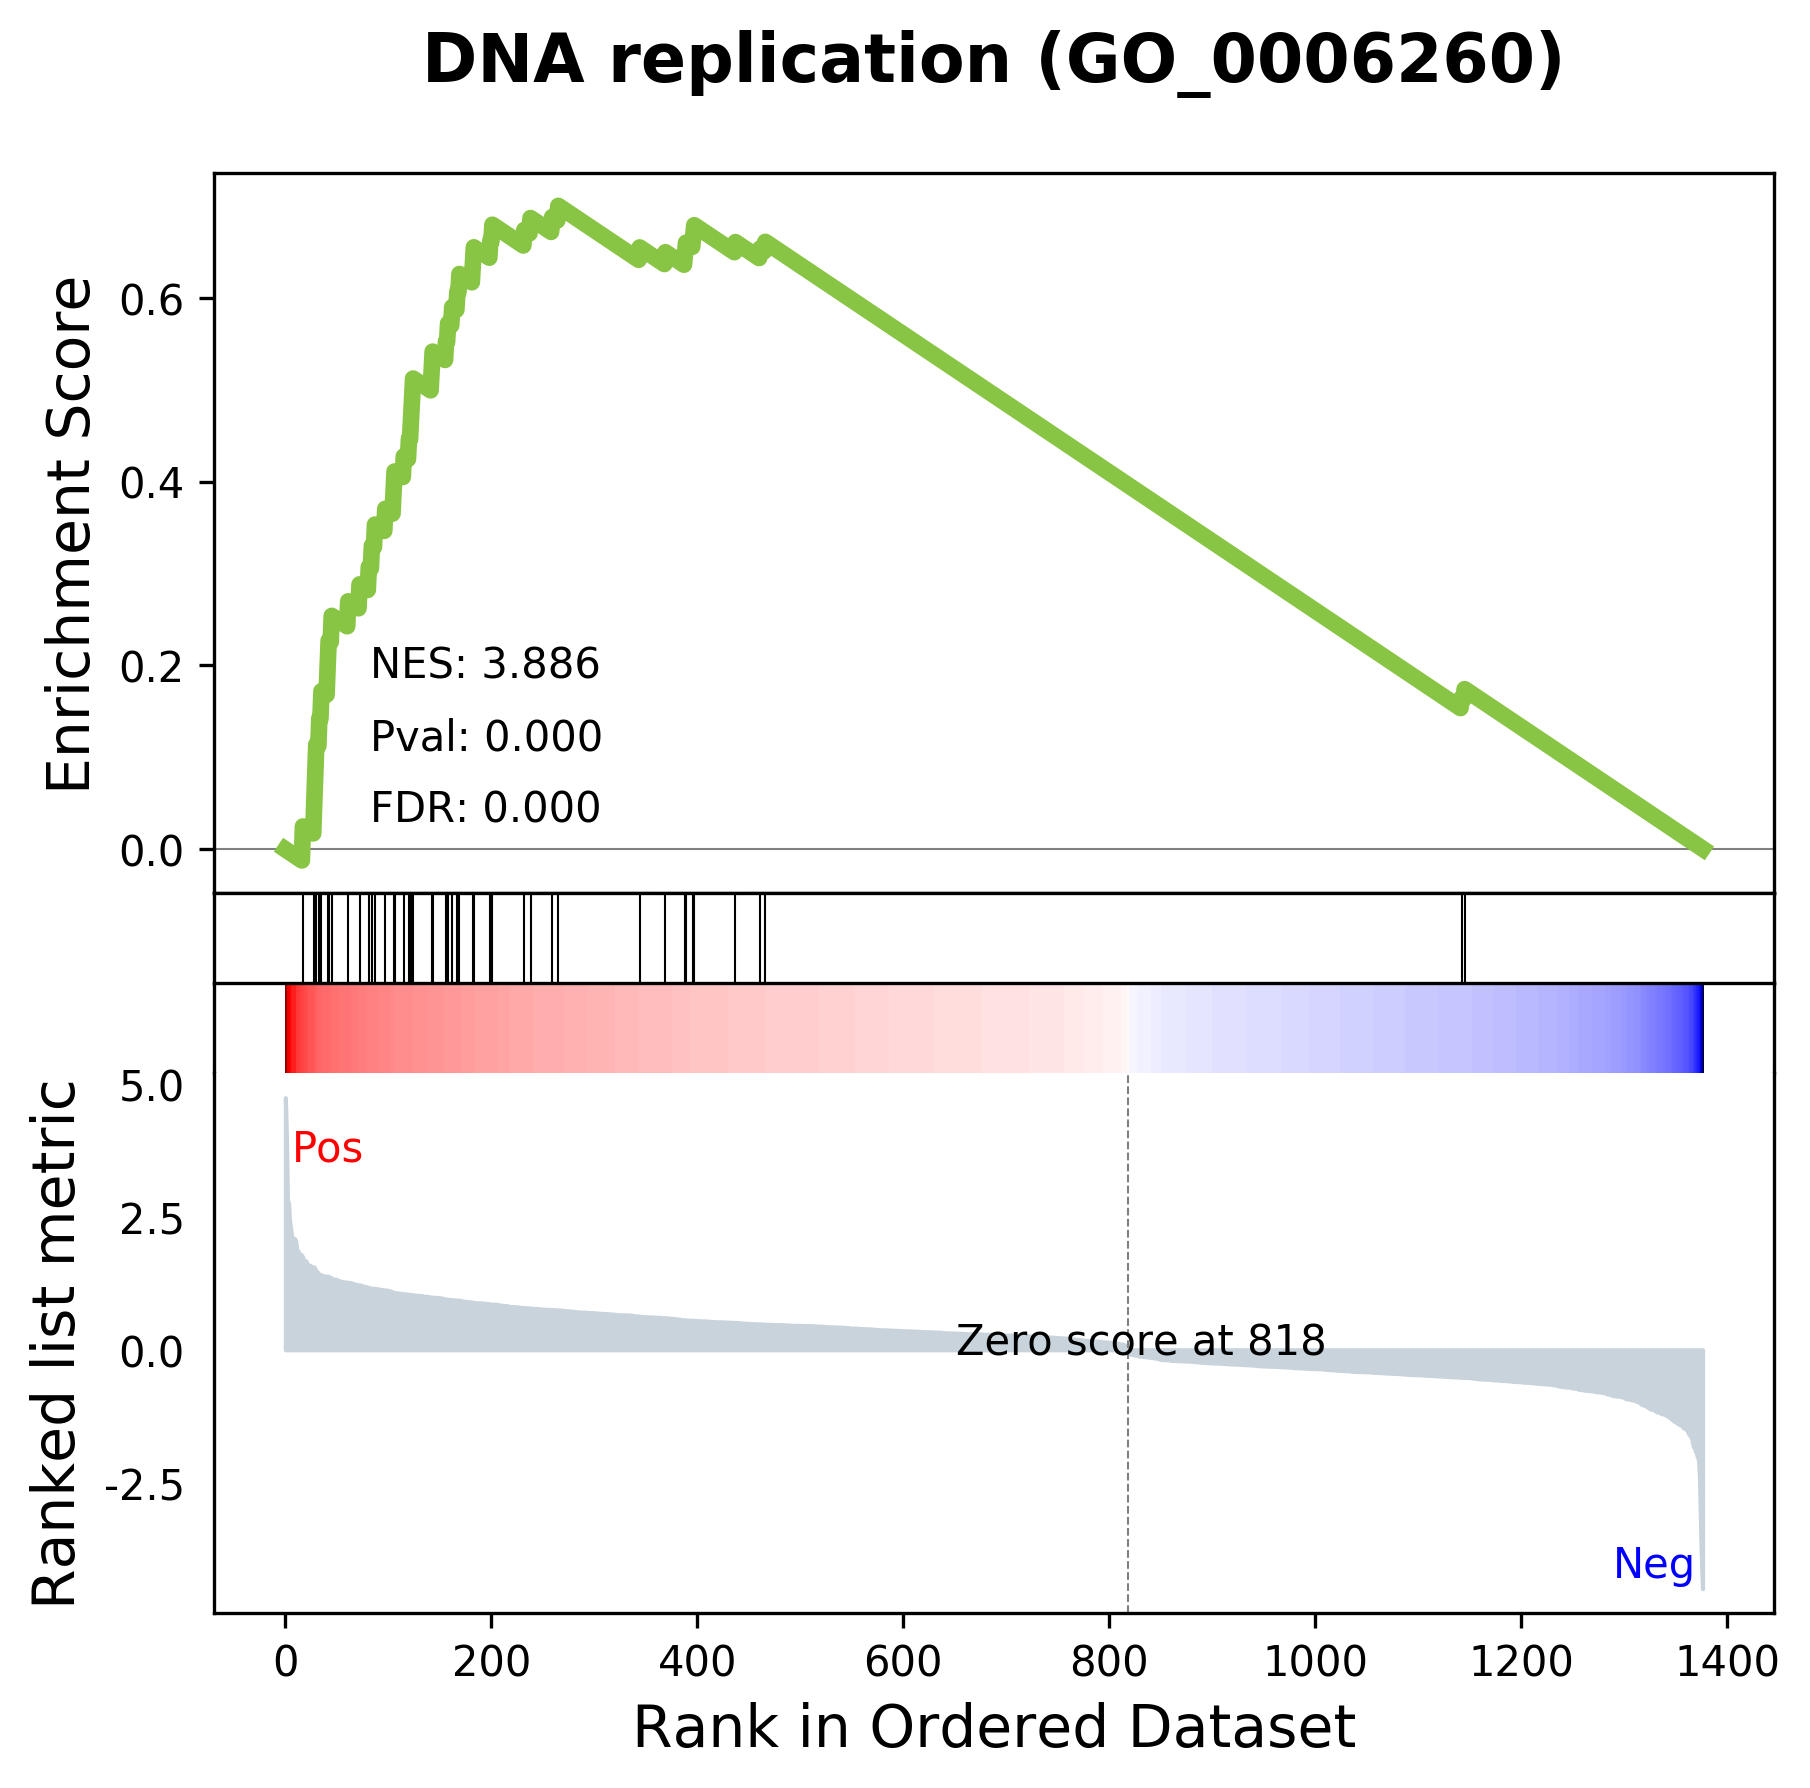 DNA replication (GO_0006260)
Enrichment Score
0.6
0.4
0.2
0.0
NES: 3.886
Pval: 0.000
FDR: 0.000
Ranked list metric
5.0
2.5
0.0
-2.5
Pos
Zero score at 818
Neg
0 200 400 600 800 1000 1200 1400
Rank in Ordered Dataset